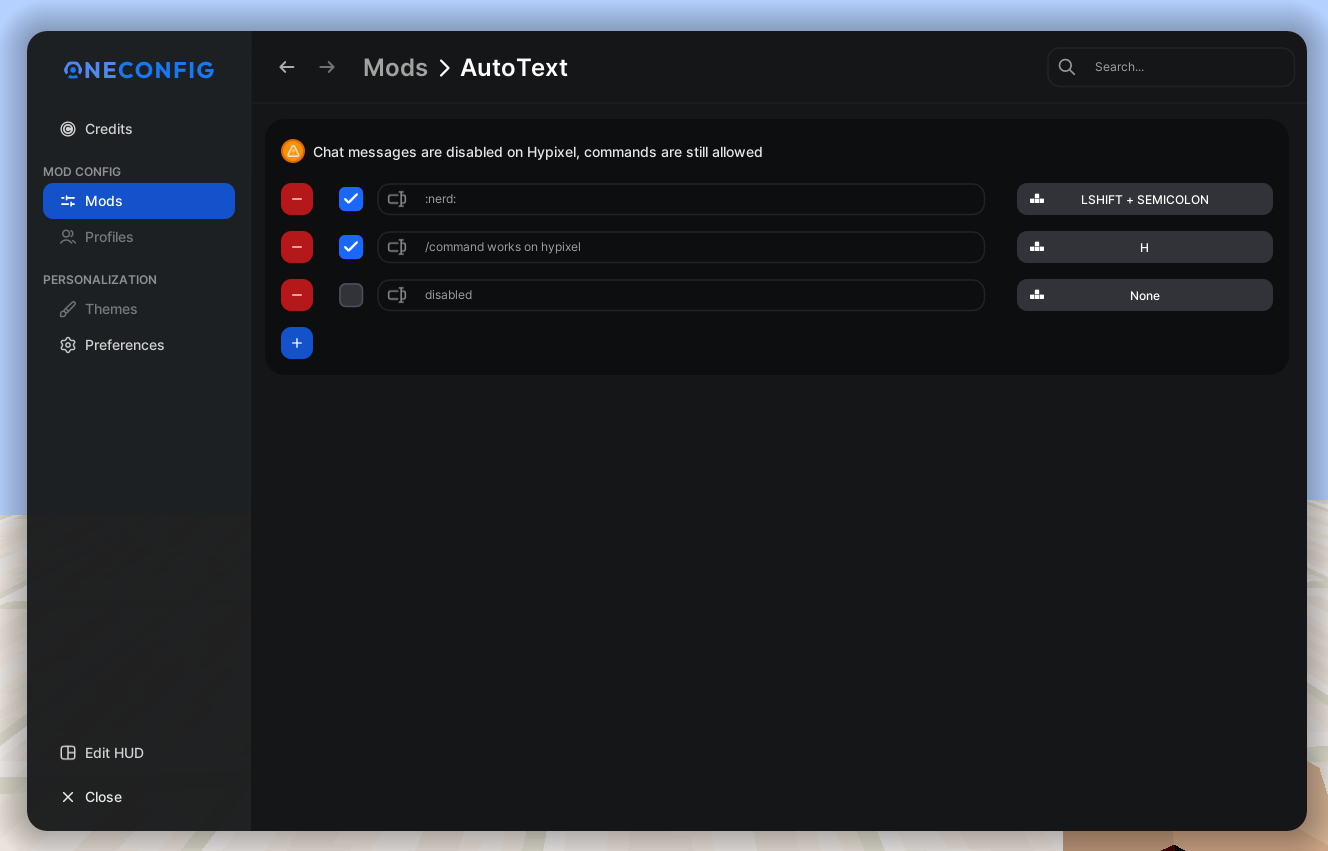 ONECONFIG
Credits
MOD CONFIG
Mods
Profiles
PERSONALIZATION
Themes
Preferences
Edit HUD
Close
Mods > AutoText
Search...
Chat messages are disabled on Hypixel, commands are still allowed
:nerd: LSHIFT + SEMICOLON
/command works on hypixel H
disabled None